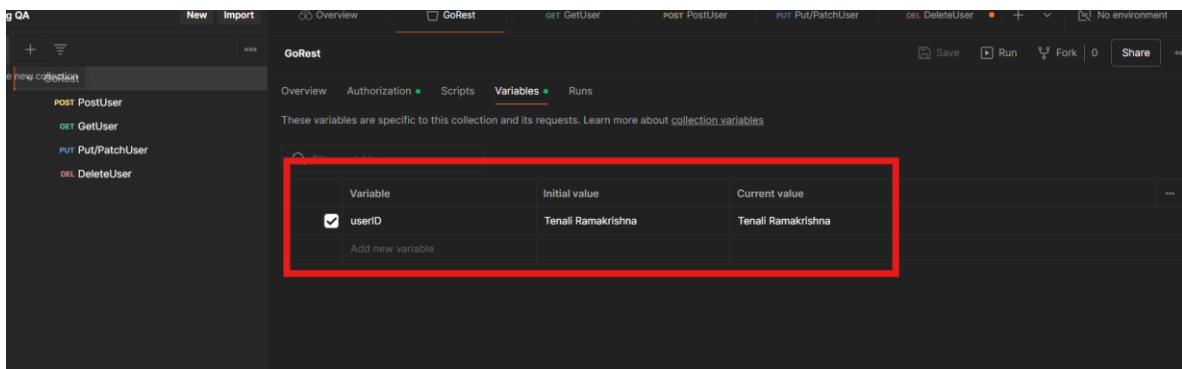 g QA New Import Overview GoRest GET GetUser POST PostUser PUT Put/PatchUser DEL DeleteUser No environment
GoRest Save Run Fork 0 Share
e new collection
GoRest
Overview Authorization Scripts Variables Runs
POST PostUser
GET GetUser
These variables are specific to this collection and its requests. Learn more about collection variables
PUT Put/PatchUser
DEL DeleteUser
Variable Initial value Current value
userID Tenali Ramakrishna Tenali Ramakrishna
Add new variable